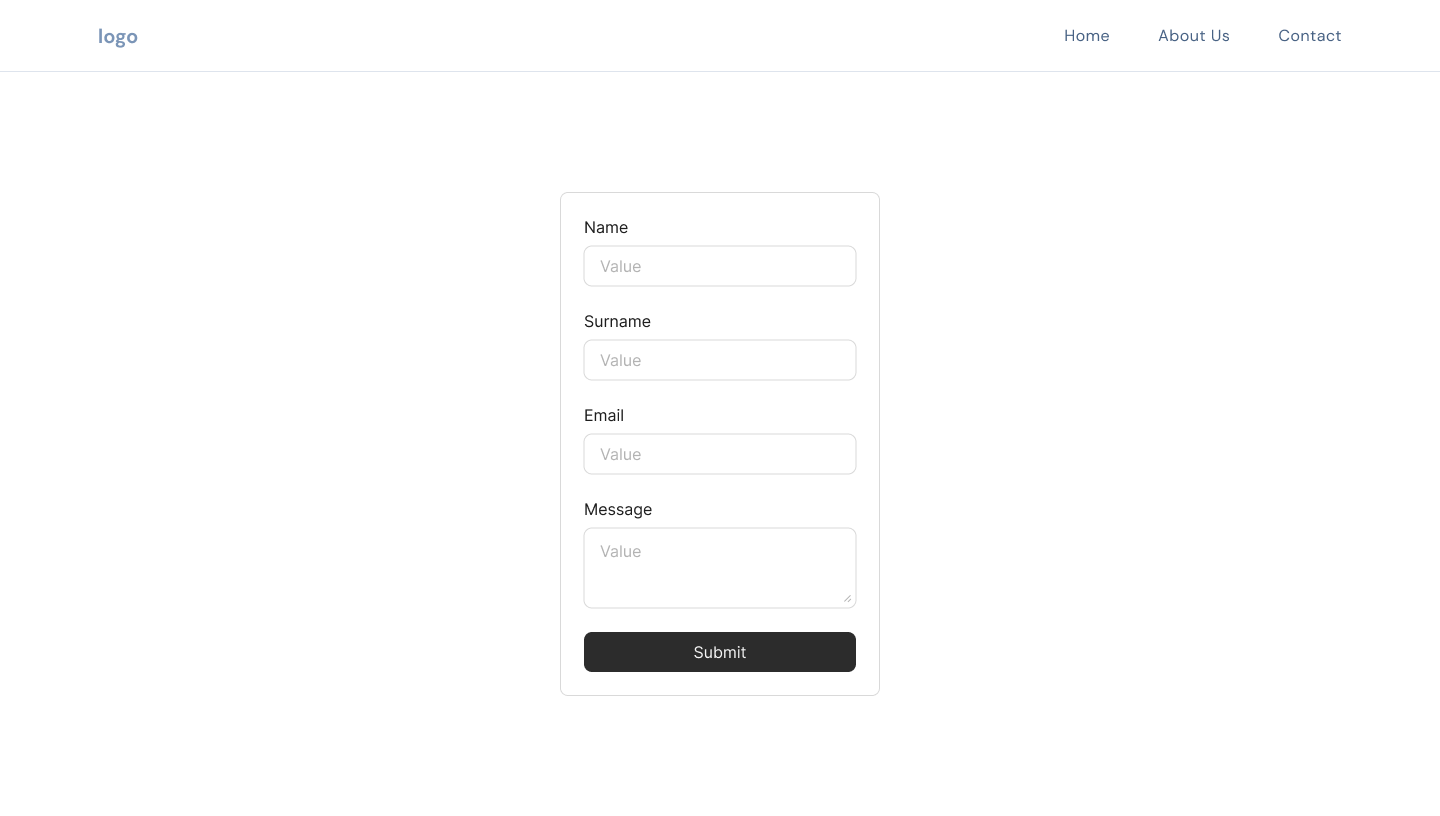 logo
Home About Us Contact
Name
Value
Surname
Value
Email
Value
Message
Value
Submit